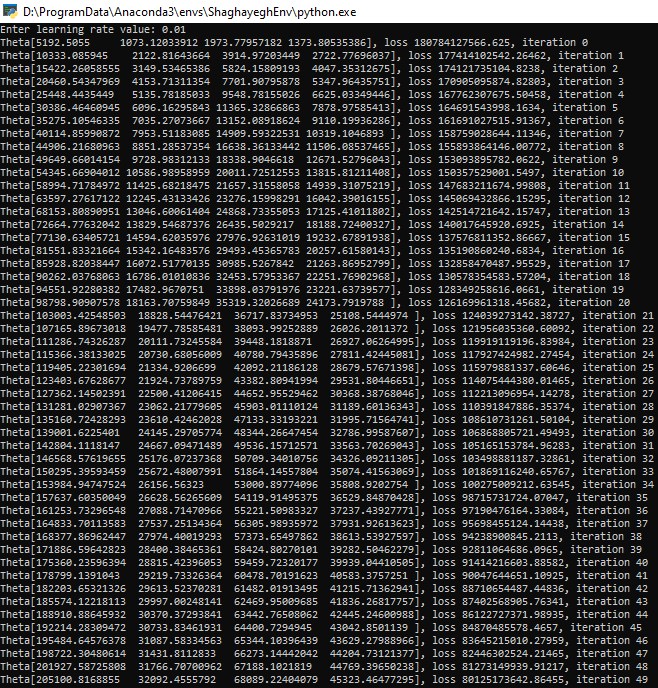 D:\ProgramData\Anaconda3\envs\ShaghayeghEnv\python.exe
Enter learning rate value: 0.01
Theta[5192.5055 1073.12033912 1973.77957182 1373.80535386], loss 180784127566.625, iteration 0
Theta[10333.085945 2122.81643664 3914.97203449 2722.77696037], loss 177414102542.26462, iteration 1
Theta[15422.26058555 3149.53465386 5824.15809193 4047.35312675], loss 174121735104.8238, iteration 2
Theta[20460.54347969 4153.71311354 7701.90795878 5347.96435751], loss 170905095874.82803, iteration 3
Theta[25448.4435449 5135.78185033 9548.78155026 6625.03349446], loss 167762307675.50458, iteration 4
Theta[30386.46460945 6096.16295843 11365.32866863 7878.97585413], loss 164691543998.1634, iteration 5
Theta[35275.10546335 7035.27073667 13152.08918624 9110.19936286], loss 161691027515.91367, iteration 6
Theta[40114.85990872 7953.51183085 14909.59322531 10319.1046893 ], loss 158759028644.11346, iteration 7
Theta[44906.21680963 8851.28537354 16638.36133442 11506.08537465], loss 155893864146.00772, iteration 8
Theta[49649.66014154 9728.98312133 18338.9046618 12671.52796043], loss 153093895782.0622, iteration 9
Theta[54345.66904012 10586.98958959 20011.72512553 13815.81211408], loss 150357529001.5497, iteration 10
Theta[58994.71784972 11425.68218475 21657.31558058 14939.31075219], loss 147683211674.99808, iteration 11
Theta[63597.27617122 12245.43133426 23276.15998291 16042.39016155], loss 145069432866.15295, iteration 12
Theta[68153.80890951 13046.60061404 24868.73355053 17125.41011802], loss 142514721642.15747, iteration 13
Theta[72664.77632042 13829.54687376 26435.5029217 18188.72400327], loss 140017645920.6925, iteration 14
Theta[77130.63405721 14594.62035976 27976.92631019 19232.67891938], loss 137576811352.86667, iteration 15
Theta[81551.83321664 15342.16483576 29493.45365783 20257.61580143], loss 135190860240.6834, iteration 16
Theta[85928.82038447 16072.51770135 30985.5267842 21263.86952799], loss 132858470487.95529, iteration 17
Theta[90262.03768063 16786.01010836 32453.57953367 22251.76902968], loss 130578354583.57204, iteration 18
Theta[94551.92280382 17482.9670751 33898.03791976 23221.63739577], loss 128349258616.0661, iteration 19
Theta[98798.90907578 18163.70759849 35319.32026689 24173.7919788 ], loss 126169961318.45682, iteration 20
Theta[103003.42548503 18828.54476421 36717.83734953 25108.5444974 ], loss 124039273142.38727, iteration 21
Theta[107165.89673018 19477.78585481 38093.99252889 26026.2011372 ], loss 121956035360.60092, iteration 22
Theta[111286.74326287 20111.73245584 39448.1818871 26927.06264995], loss 119919119196.83984, iteration 23
Theta[115366.38133025 20730.68056009 40780.79435896 27811.42445081], loss 117927424982.27454, iteration 24
Theta[119405.22301694 21334.9206699 42092.21186128 28679.57671398], loss 115979881337.60646, iteration 25
Theta[123403.67628677 21924.73789759 43382.80941994 29531.80446651], loss 114075444380.01465, iteration 26
Theta[127362.14502391 22500.41206415 44652.95529462 30368.38768046], loss 112213096954.14278, iteration 27
Theta[131281.02907367 23062.21779605 45903.01110124 31189.60136343], loss 110391847886.35374, iteration 28
Theta[135160.72428293 23610.42462028 47133.33193221 31995.71564741], loss 108610731261.50104, iteration 29
Theta[139001.6225401 24145.29705774 48344.26647454 32786.99587607], loss 106868805721.49493, iteration 30
Theta[142804.1118147 24667.09471489 49536.15712571 33563.70269043], loss 105165153784.96283, iteration 31
Theta[146568.57619655 25176.07237368 50709.34010756 34326.09211305], loss 103498881187.32861, iteration 32
Theta[150295.39593459 25672.48007991 51864.14557804 35074.41563069], loss 101869116240.65767, iteration 33
Theta[153984.94747524 26156.56323 53000.89774096 35808.9202754 ], loss 100275009212.63545, iteration 34
Theta[157637.60350049 26628.56265609 54119.91495375 36529.84870428], loss 98715731724.07047, iteration 35
Theta[161253.73296548 27088.71470966 55221.50983327 37237.43927771], loss 97190476164.33084, iteration 36
Theta[164833.70113583 27537.25134364 56305.98935972 37931.92613623], loss 95698455124.14438, iteration 37
Theta[168377.86962447 27974.40019293 57373.65497862 38613.53927597], loss 94238900845.2113, iteration 38
Theta[171886.59642823 28400.38465361 58424.80270101 39282.50462279], loss 92811064686.0965, iteration 39
Theta[175360.23596394 28815.42396053 59459.72320177 39939.04410505], loss 91414216603.88582, iteration 40
Theta[178799.1391043 29219.73326364 60478.70191623 40583.3757251 ], loss 90047644651.10925, iteration 41
Theta[182203.65321326 29613.52370281 61482.01913495 41215.71362941], loss 88710654487.44836, iteration 42
Theta[185574.12218113 29997.00248141 62469.95009685 41836.26817757], loss 87402568905.76341, iteration 43
Theta[188910.88645932 30370.37293841 63442.76508062 42445.24600988], loss 86122727371.98935, iteration 44
Theta[192214.28309472 30733.83461931 64400.7294945 43042.8501139 ], loss 84870485578.4657, iteration 45
Theta[195484.64576378 31087.58334563 65344.10396439 43629.27988966], loss 83645215010.27959, iteration 46
Theta[198722.30480614 31431.8112833 66273.14442042 44204.73121377], loss 82446302524.21465, iteration 47
Theta[201927.58725808 31766.70700962 67188.1021819 44769.39650238], loss 81273149939.91217, iteration 48
Theta[205100.8168855 32092.4555792 68089.22404079 45323.46477295], loss 80125173642.86455, iteration 49